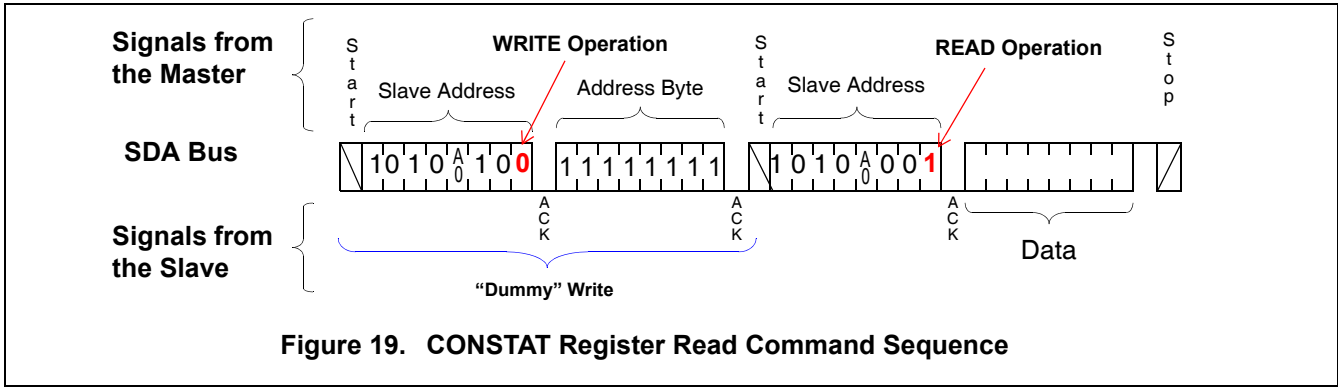 Signals from
the Master
Start
WRITE Operation
Start
READ Operation
Stop
Slave Address
Address Byte
Slave Address
SDA Bus
1 0 1 0 A0 1 0 0
1 1 1 1 1 1 1 1
1 0 1 0 A0 0 0 1
ACK
ACK
ACK
Signals from
the Slave
Data
“Dummy” Write
Figure 19. CONSTAT Register Read Command Sequence